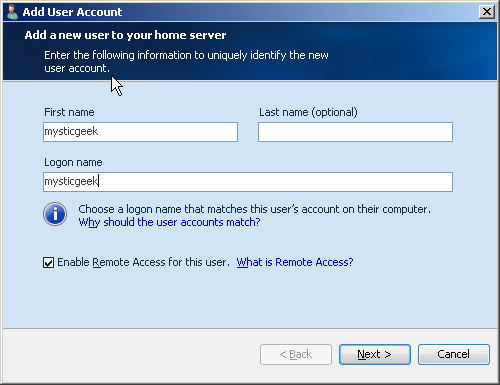 Add User Account
Add a new user to your home server
Enter the following information to uniquely identify the new
user account.
First name
Last name (optional)
mysticgeek
Logon name
mysticgeek
Choose a logon name that matches this user's account on their computer.
Why should the user accounts match?
Enable Remote Access for this user. What is Remote Access?
< Back
Next >
Cancel